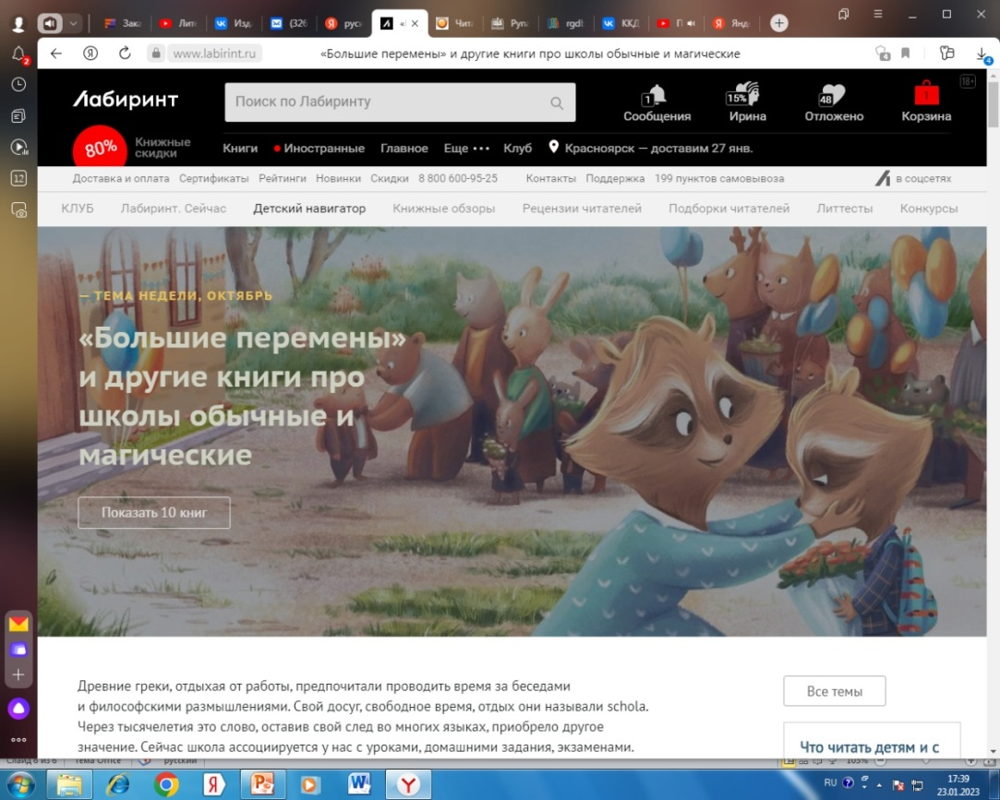 Зака
Лит
Изд
(326
рус
«
Чит
Руп
rgdl
ККД
П
Янд
www.labirint.ru
«Большие перемены» и другие книги про школы обычные и магические
2
4
4
12
Лабиринт
Поиск по Лабиринту
1
Сообщения
15%
Ирина
48
Отложено
1
Корзина
18+
80%
Книжные
скидки
Книги
Иностранные
Главное
Еще •••
Клуб
Красноярск — доставим 27 янв.
Доставка и оплата Сертификаты Рейтинги Новинки Скидки 8 800 600-95-25 Контакты Поддержка 199 пунктов самовывоза
в соцсетях
КЛУБ Лабиринт. Сейчас Детский навигатор Книжные обзоры Рецензии читателей Подборки читателей Литтесты Конкурсы
— ТЕМА НЕДЕЛИ, ОКТЯБРЬ
«Большие перемены»
и другие книги про
школы обычные и
магические
Показать 10 книг
Древние греки, отдыхая от работы, предпочитали проводить время за беседами
и философскими размышлениями. Свой досуг, свободное время, отдых они называли schola.
Через тысячелетия это слово, оставив свой след во многих языках, приобрело другое
значение. Сейчас школа ассоциируется у нас с уроками, домашними задания, экзаменами.
Все темы
Что читать детям и с
Слайд 6 из 6
Тема Office
русский
105%
RU
17:39
23.01.2023